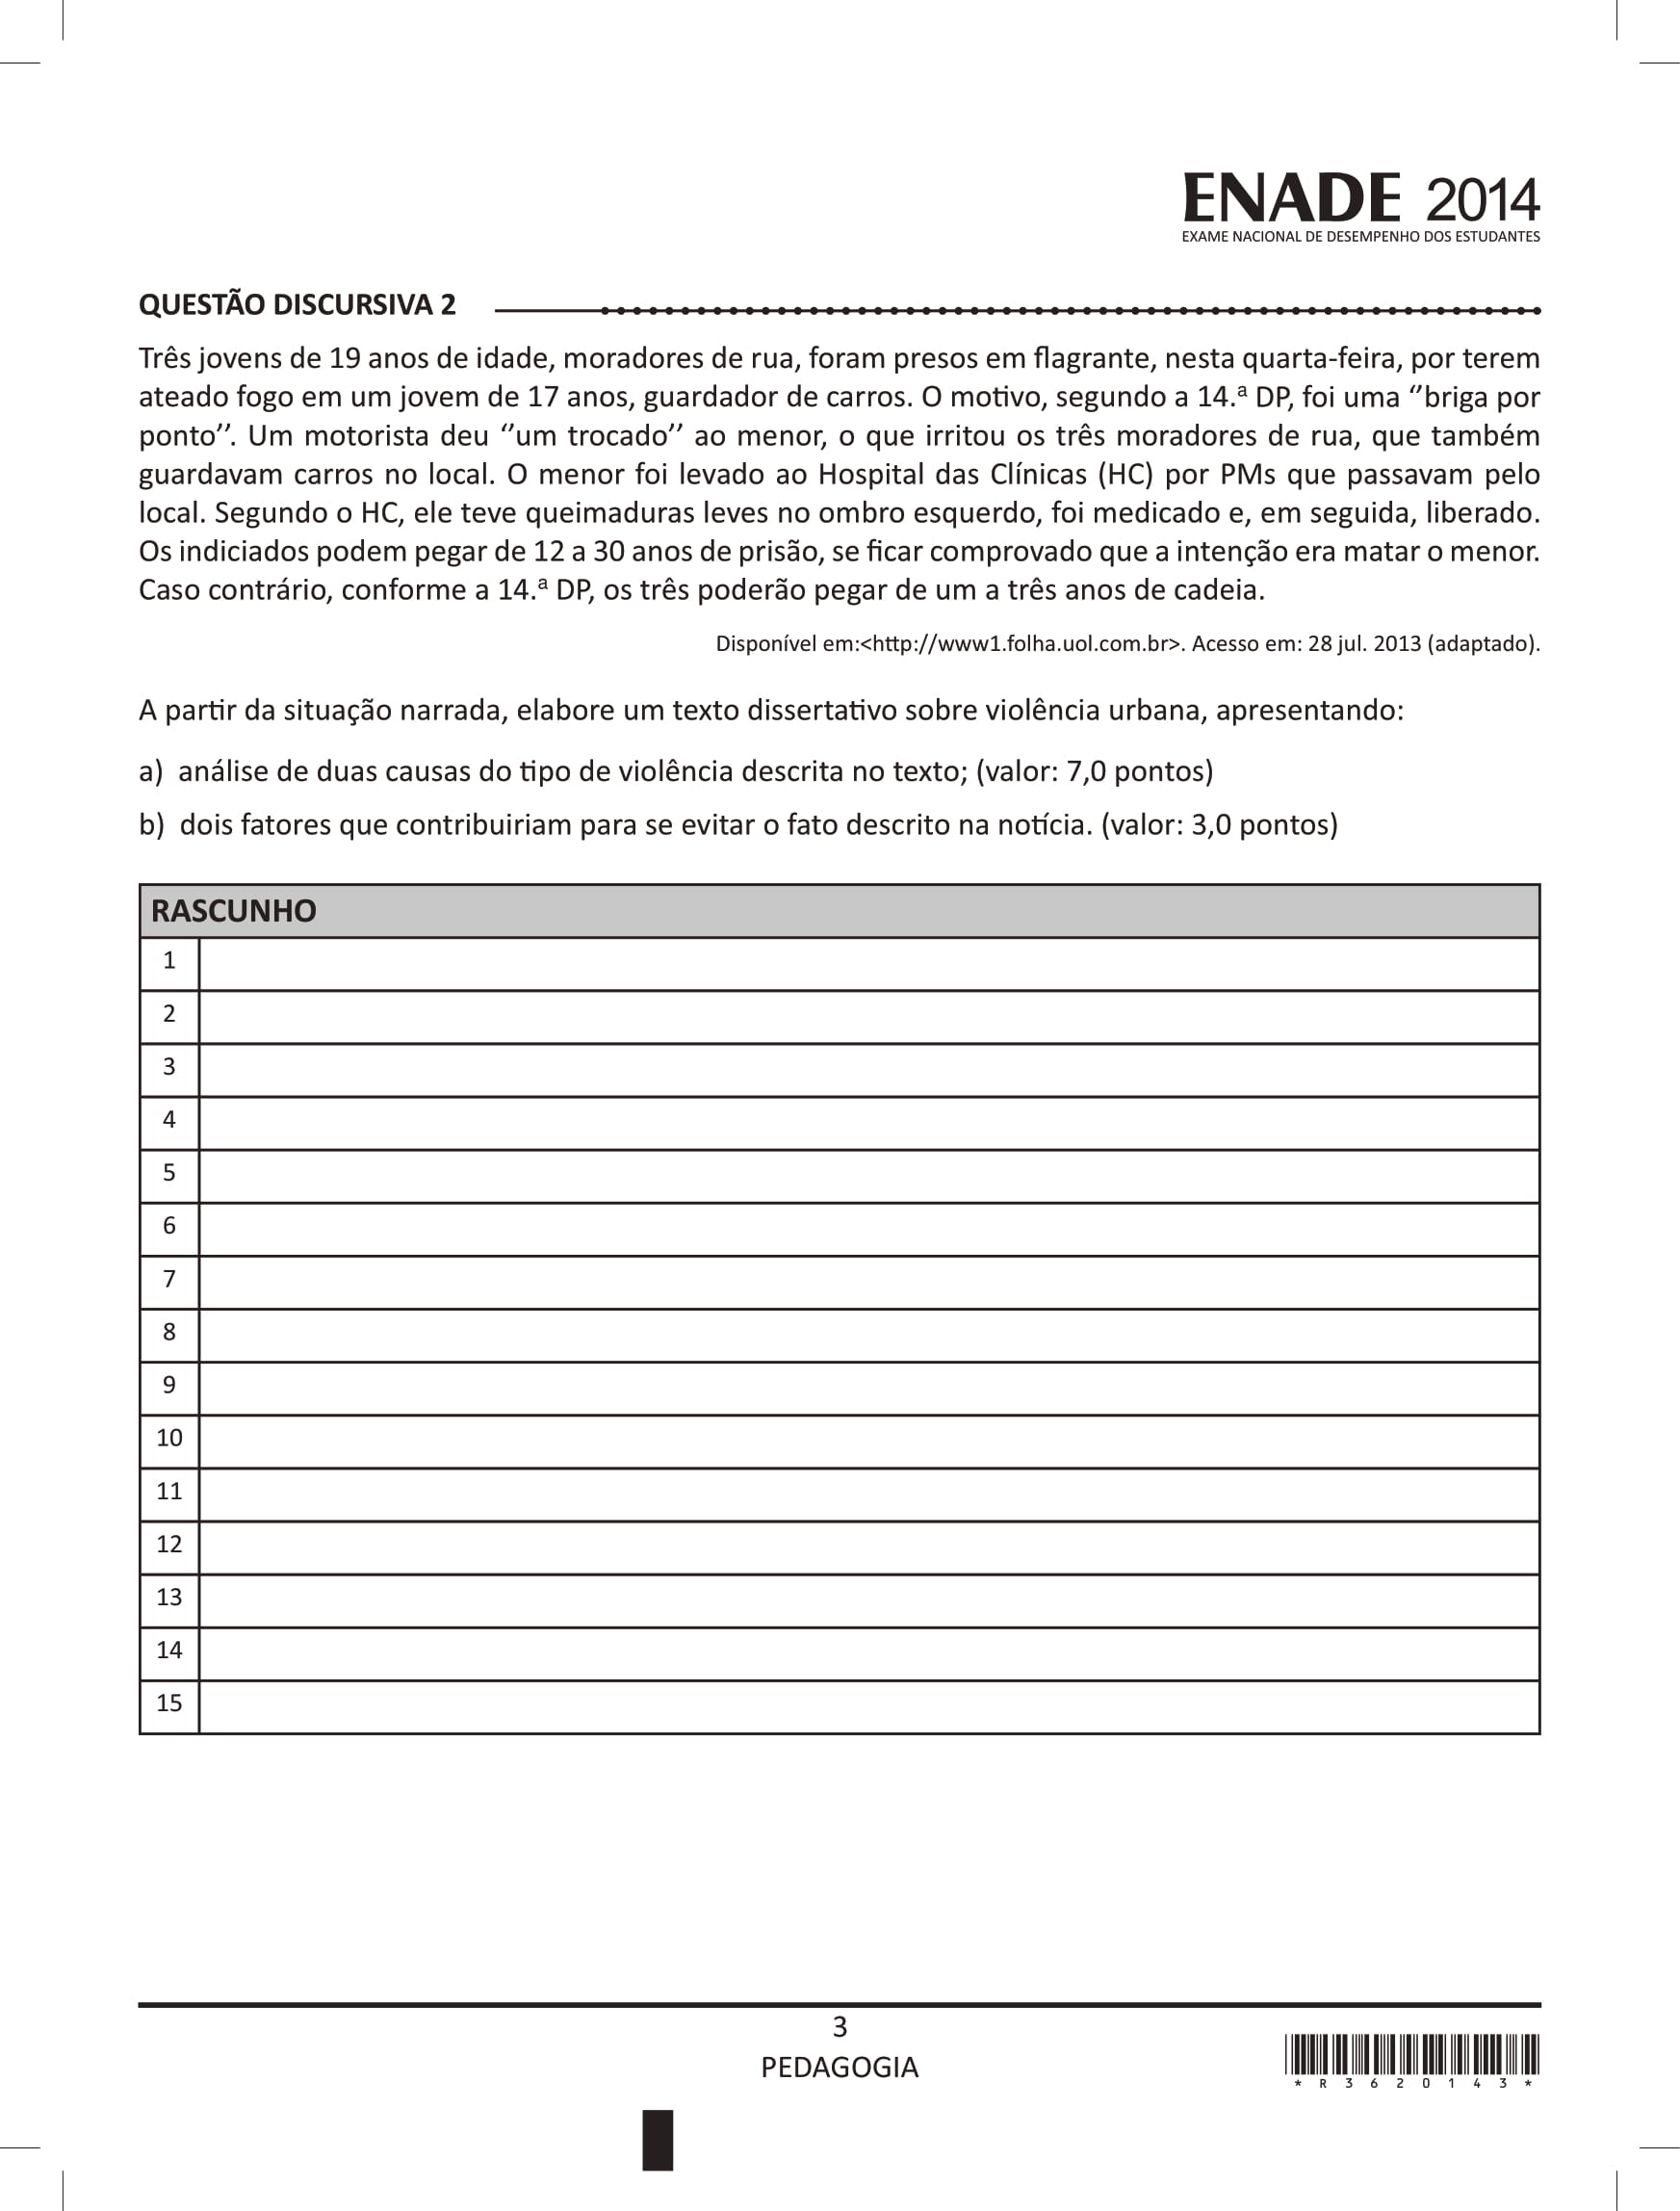 ENADE 2014
EXAME NACIONAL DE DESEMPENHO DOS ESTUDANTES
QUESTÃO DISCURSIVA 2
Três jovens de 19 anos de idade, moradores de rua, foram presos em flagrante, nesta quarta-feira, por terem
ateado fogo em um jovem de 17 anos, guardador de carros. O motivo, segundo a 14.ª DP, foi uma ‘’briga por
ponto’’. Um motorista deu ‘’um trocado’’ ao menor, o que irritou os três moradores de rua, que também
guardavam carros no local. O menor foi levado ao Hospital das Clínicas (HC) por PMs que passavam pelo
local. Segundo o HC, ele teve queimaduras leves no ombro esquerdo, foi medicado e, em seguida, liberado.
Os indiciados podem pegar de 12 a 30 anos de prisão, se ficar comprovado que a intenção era matar o menor.
Caso contrário, conforme a 14.ª DP, os três poderão pegar de um a três anos de cadeia.
Disponível em:<http://www1.folha.uol.com.br>. Acesso em: 28 jul. 2013 (adaptado).
A partir da situação narrada, elabore um texto dissertativo sobre violência urbana, apresentando:
a) análise de duas causas do tipo de violência descrita no texto; (valor: 7,0 pontos)
b) dois fatores que contribuiriam para se evitar o fato descrito na notícia. (valor: 3,0 pontos)
RASCUNHO
1
2
3
4
5
6
7
8
9
10
11
12
13
14
15
3
PEDAGOGIA
*R3620143*